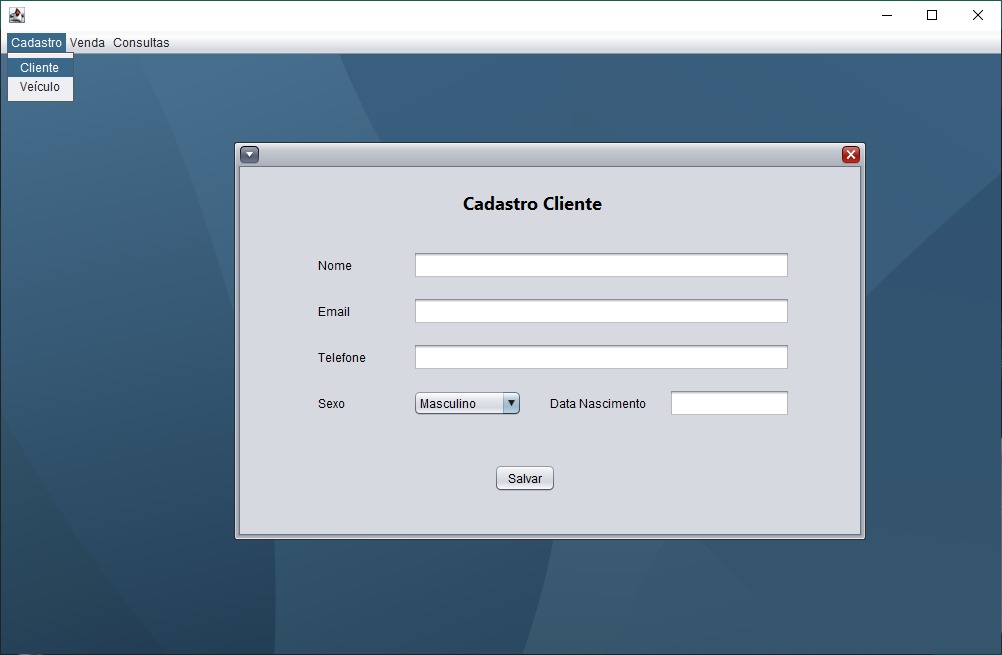 Cadastro Venda Consultas
Cliente
Veículo
Cadastro Cliente
Nome
Email
Telefone
Sexo Masculino Data Nascimento
Salvar